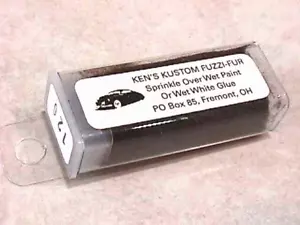 KEN'S KUSTOM FUZZI-FUR
Sprinkle Over Wet Paint
Or Wet White Glue
PO Box 85, Fremont, OH